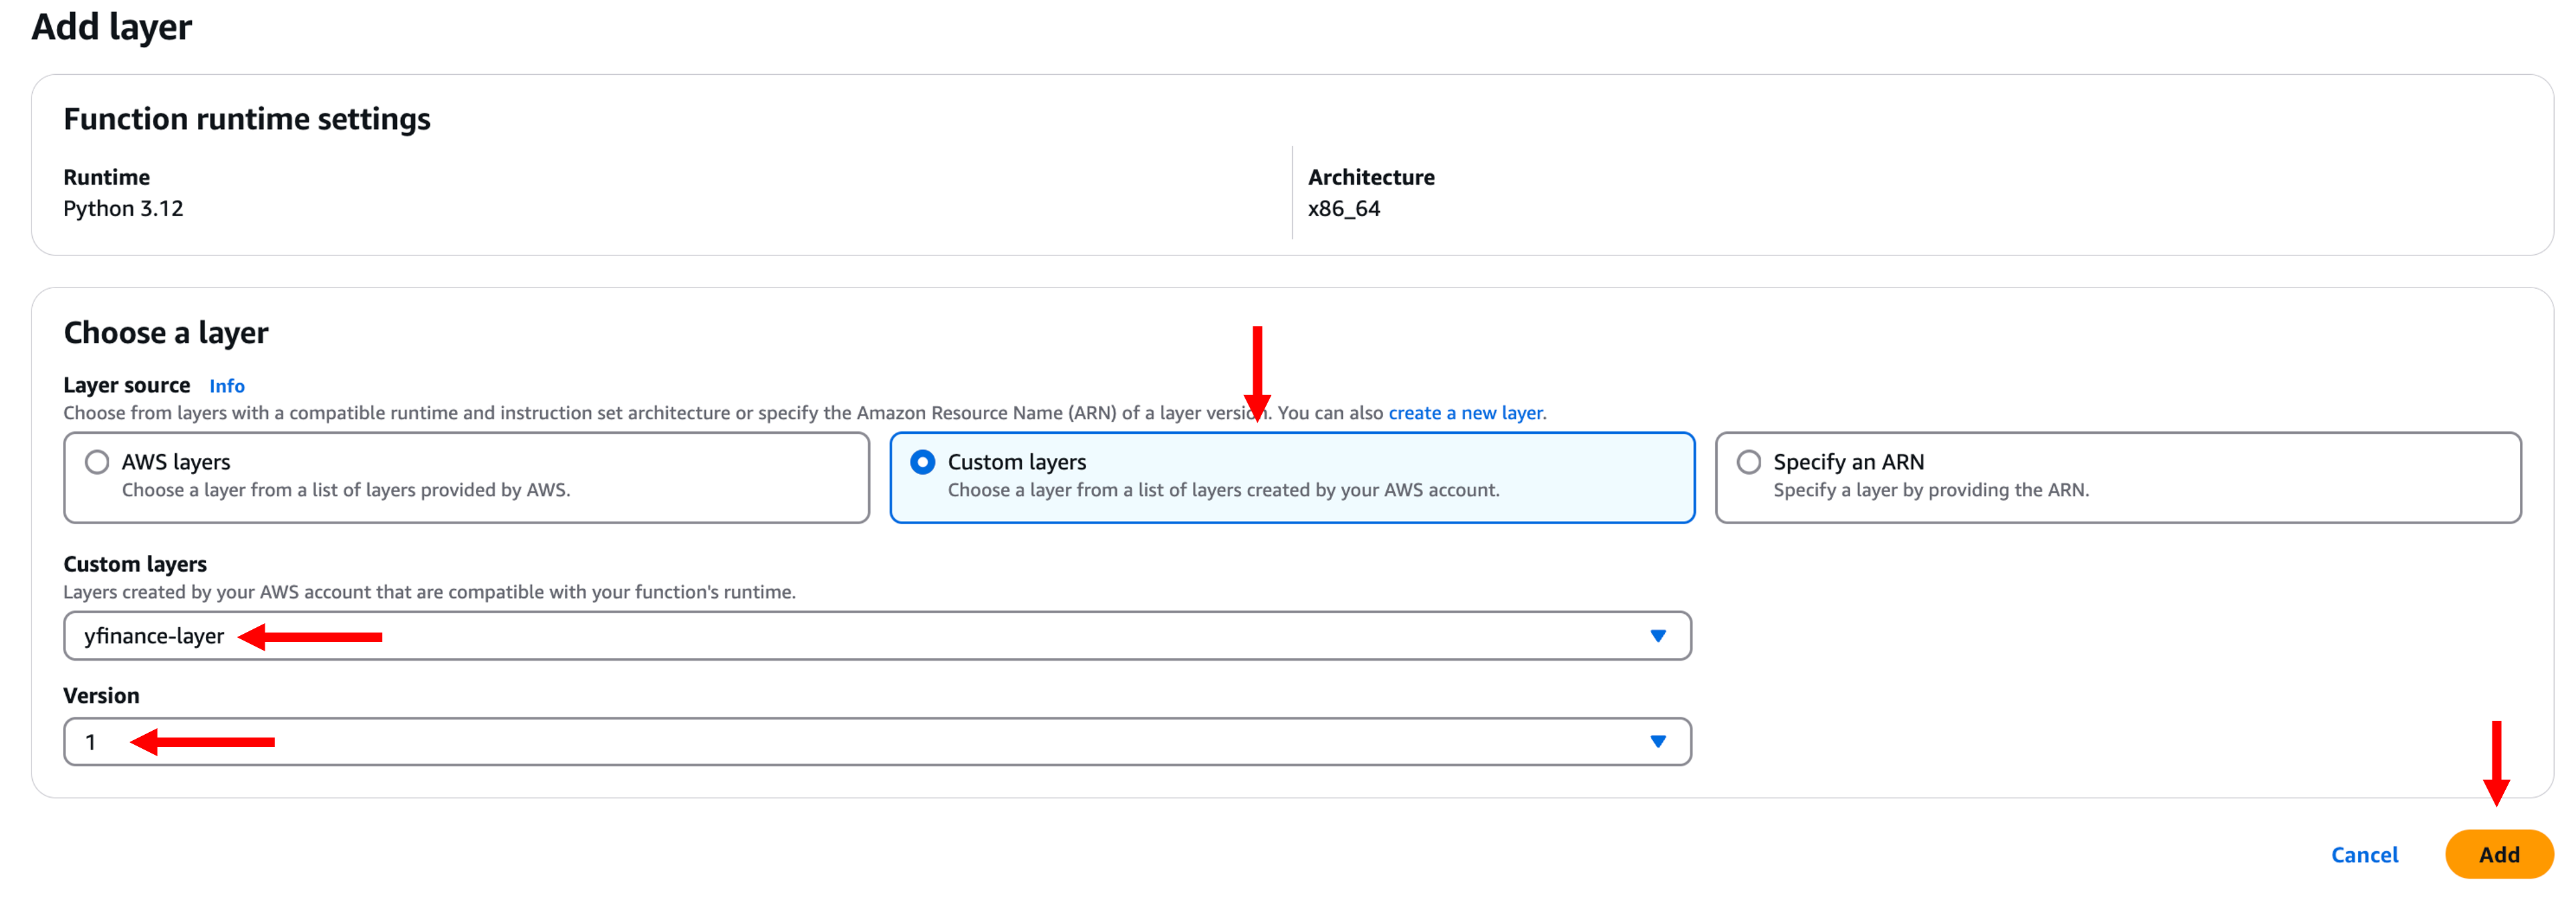 Add layer
Function runtime settings
Runtime
Python 3.12
Architecture
x86_64
Choose a layer
Layer source Info
Choose from layers with a compatible runtime and instruction set architecture or specify the Amazon Resource Name (ARN) of a layer version. You can also create a new layer.
AWS layers
Choose a layer from a list of layers provided by AWS.
Custom layers
Choose a layer from a list of layers created by your AWS account.
Specify an ARN
Specify a layer by providing the ARN.
Custom layers
Layers created by your AWS account that are compatible with your function's runtime.
yfinance-layer
Version
1
Cancel
Add